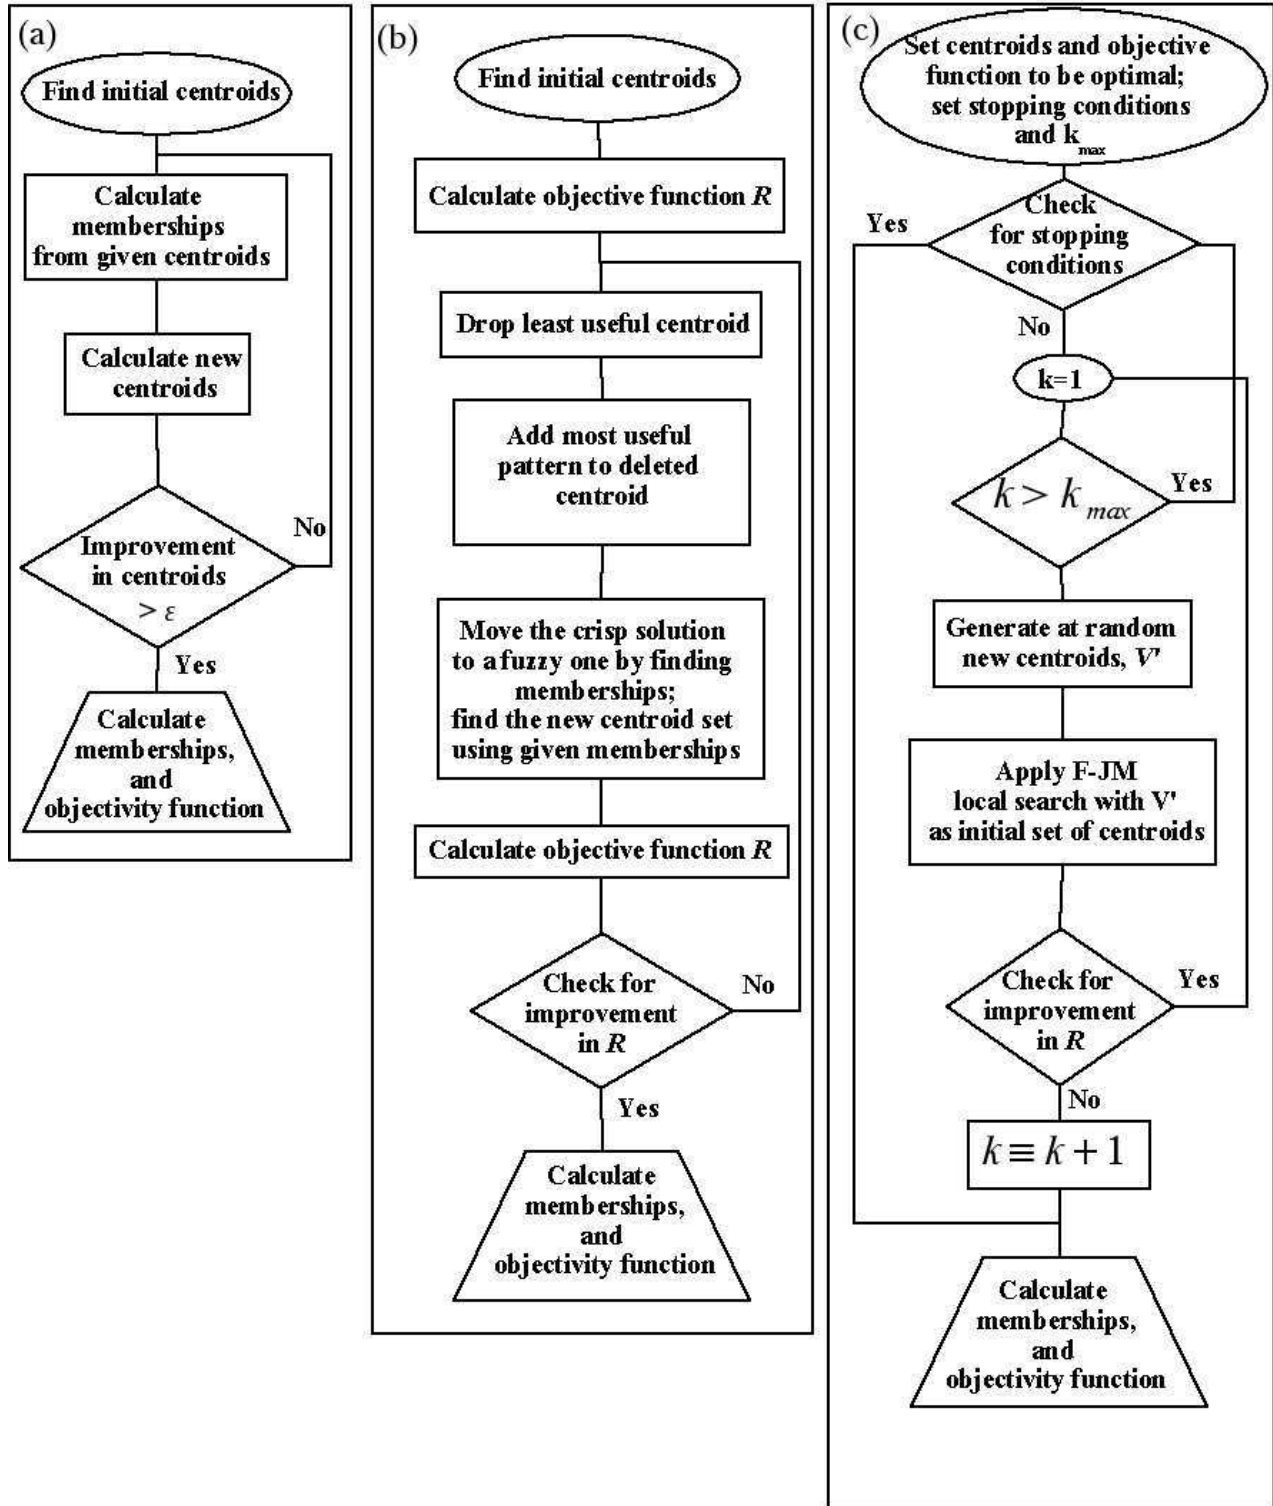 (a)
Find initial centroids
Calculate
memberships
from given centroids
Calculate new
centroids
No
Improvement
in centroids
> ε
Yes
Calculate
memberships,
and
objectivity function
(b)
Find initial centroids
Calculate objective function R
Drop least useful centroid
Add most useful
pattern to deleted
centroid
Move the crisp solution
to a fuzzy one by finding
memberships;
find the new centroid set
using given memberships
Calculate objective function R
Check for
improvement
in R
No
Yes
Calculate
memberships,
and
objectivity function
(c)
Set centroids and objective
function to be optimal;
set stopping conditions
and k max
Yes
Check
for stopping
conditions
No
k=1
k > k max
Yes
Generate at random
new centroids, V'
Apply F-JM
local search with V'
as initial set of centroids
Check for
improvement
in R
Yes
No
k ≡ k + 1
Calculate
memberships,
and
objectivity function